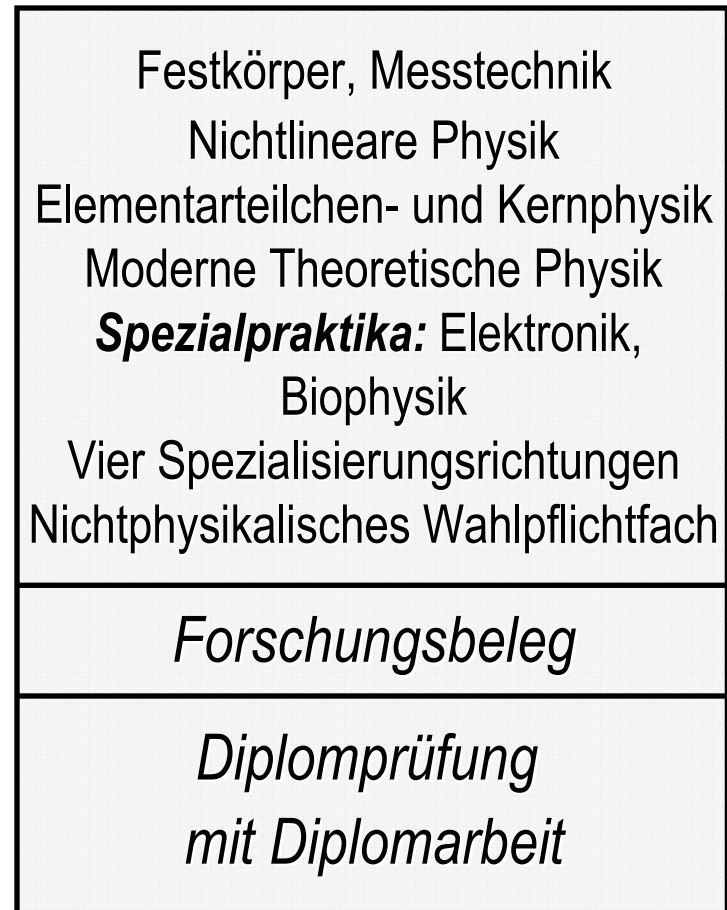 Festkörper, Messtechnik
Nichtlineare Physik
Elementarteilchen- und Kernphysik
Moderne Theoretische Physik
Spezialpraktika: Elektronik,
Biophysik
Vier Spezialisierungsrichtungen
Nichtphysikalisches Wahlpflichtfach
Forschungsbeleg
Diplomprüfung
mit Diplomarbeit